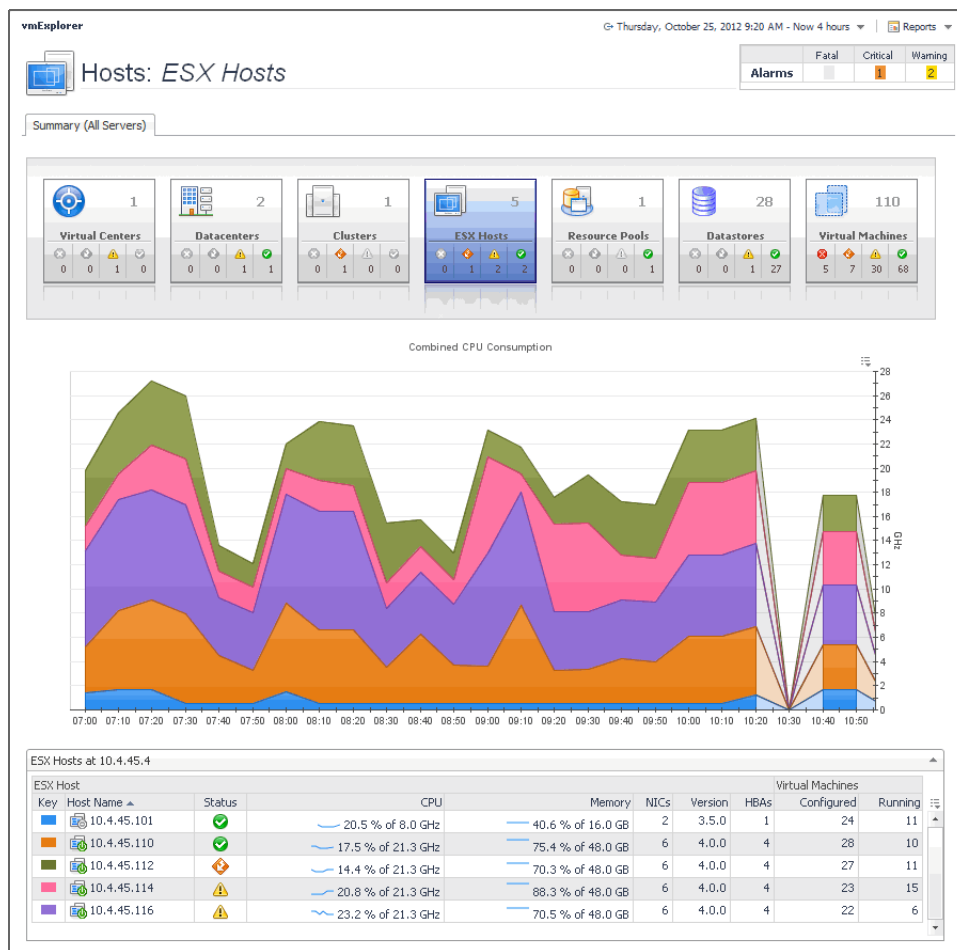 vmExplorer
Thursday, October 25, 2012 9:20 AM - Now 4 hours
Reports
Hosts: ESX Hosts
Fatal Critical Warning
Alarms 1 2
Summary (All Servers)
1 2 1 5 1 28 110
Virtual Centers Datacenters Clusters ESX Hosts Resource Pools Datastores Virtual Machines
0 0 1 0 0 0 1 1 0 1 0 0 0 1 2 2 0 0 0 1 0 0 1 27 5 7 30 68
Combined CPU Consumption
28
26
24
22
20
18
16
14
12
10
8
6
4
2
0
GHz
07:00 07:10 07:20 07:30 07:40 07:50 08:00 08:10 08:20 08:30 08:40 08:50 09:00 09:10 09:20 09:30 09:40 09:50 10:00 10:10 10:20 10:30 10:40 10:50
ESX Hosts at 10.4.45.4
ESX Host Virtual Machines
Key Host Name Status CPU Memory NICs Version HBAs Configured Running
10.4.45.101 20.5 % of 8.0 GHz 40.6 % of 16.0 GB 2 3.5.0 1 24 11
10.4.45.110 17.5 % of 21.3 GHz 75.4 % of 48.0 GB 6 4.0.0 4 28 10
10.4.45.112 14.4 % of 21.3 GHz 70.3 % of 48.0 GB 6 4.0.0 4 27 11
10.4.45.114 20.8 % of 21.3 GHz 88.3 % of 48.0 GB 6 4.0.0 4 23 15
10.4.45.116 23.2 % of 21.3 GHz 70.5 % of 48.0 GB 6 4.0.0 4 22 6